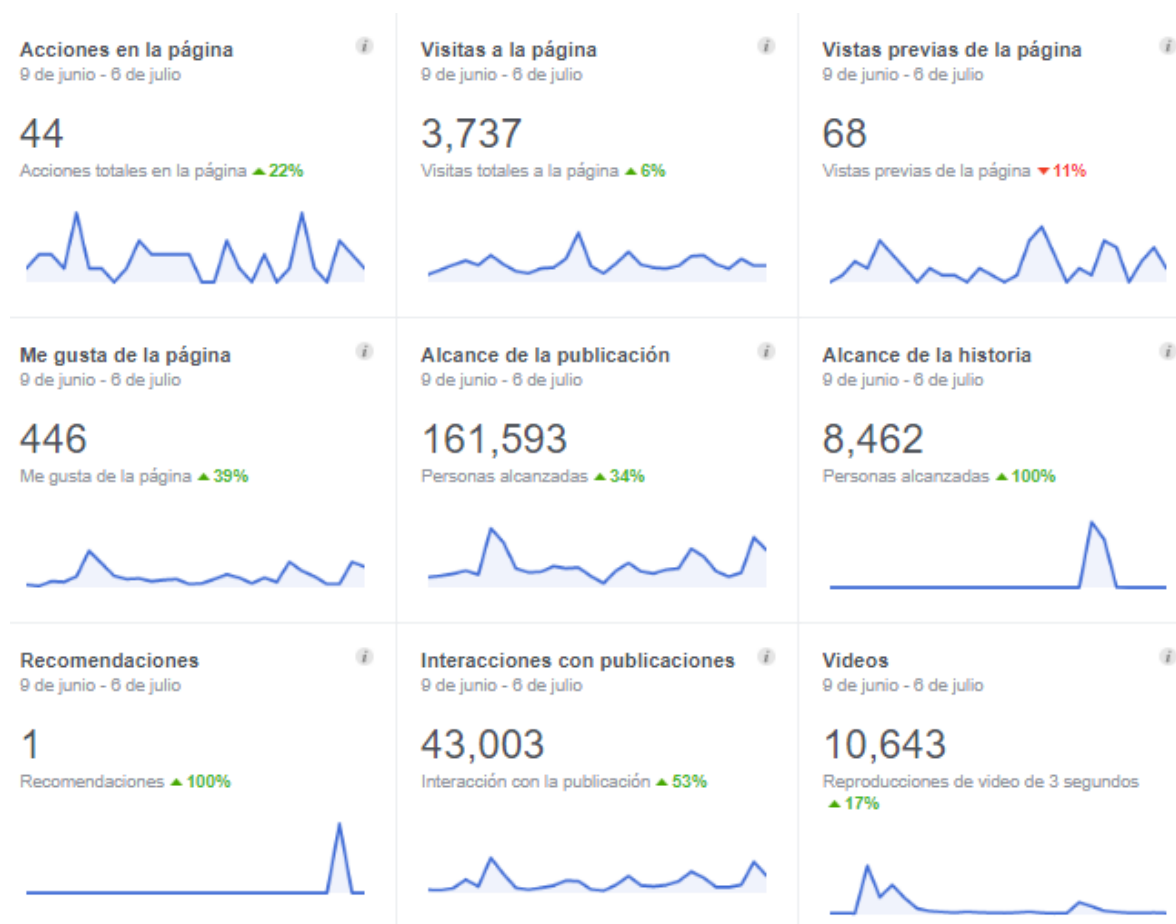 Acciones en la página
9 de junio - 6 de julio
44
Acciones totales en la página ▲ 22%
Visitas a la página
9 de junio - 6 de julio
3,737
Visitas totales a la página ▲ 6%
Vistas previas de la página
9 de junio - 6 de julio
68
Vistas previas de la página ▼ 11%
Me gusta de la página
9 de junio - 6 de julio
446
Me gusta de la página ▲ 39%
Alcance de la publicación
9 de junio - 6 de julio
161,593
Personas alcanzadas ▲ 34%
Alcance de la historia
9 de junio - 6 de julio
8,462
Personas alcanzadas ▲ 100%
Recomendaciones
9 de junio - 6 de julio
1
Recomendaciones ▲ 100%
Interacciones con publicaciones
9 de junio - 6 de julio
43,003
Interacción con la publicación ▲ 53%
Videos
9 de junio - 6 de julio
10,643
Reproducciones de video de 3 segundos
▲ 17%